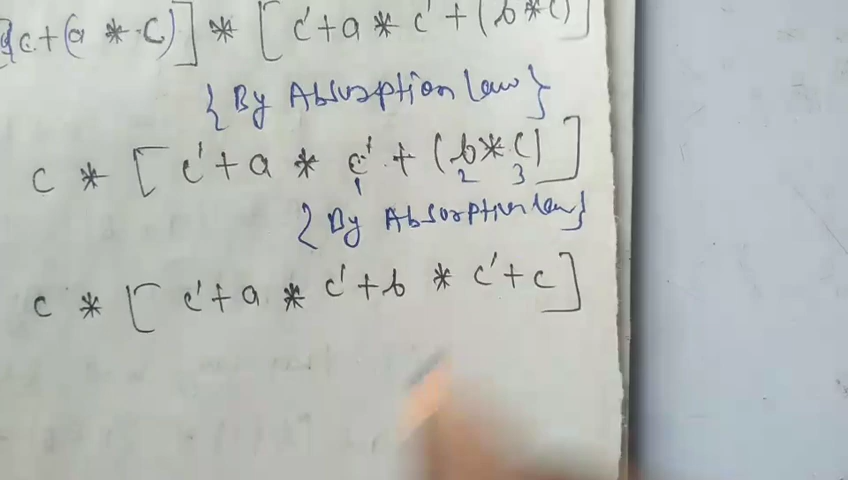 c+(a * c)] * [ c'+a * c' + (b*c)]
{By Absorption law}
c * [ c'+a * c' + (b*c)]
1 2 3
{By Absorption law}
c * [ c'+a * c'+b * c'+c]